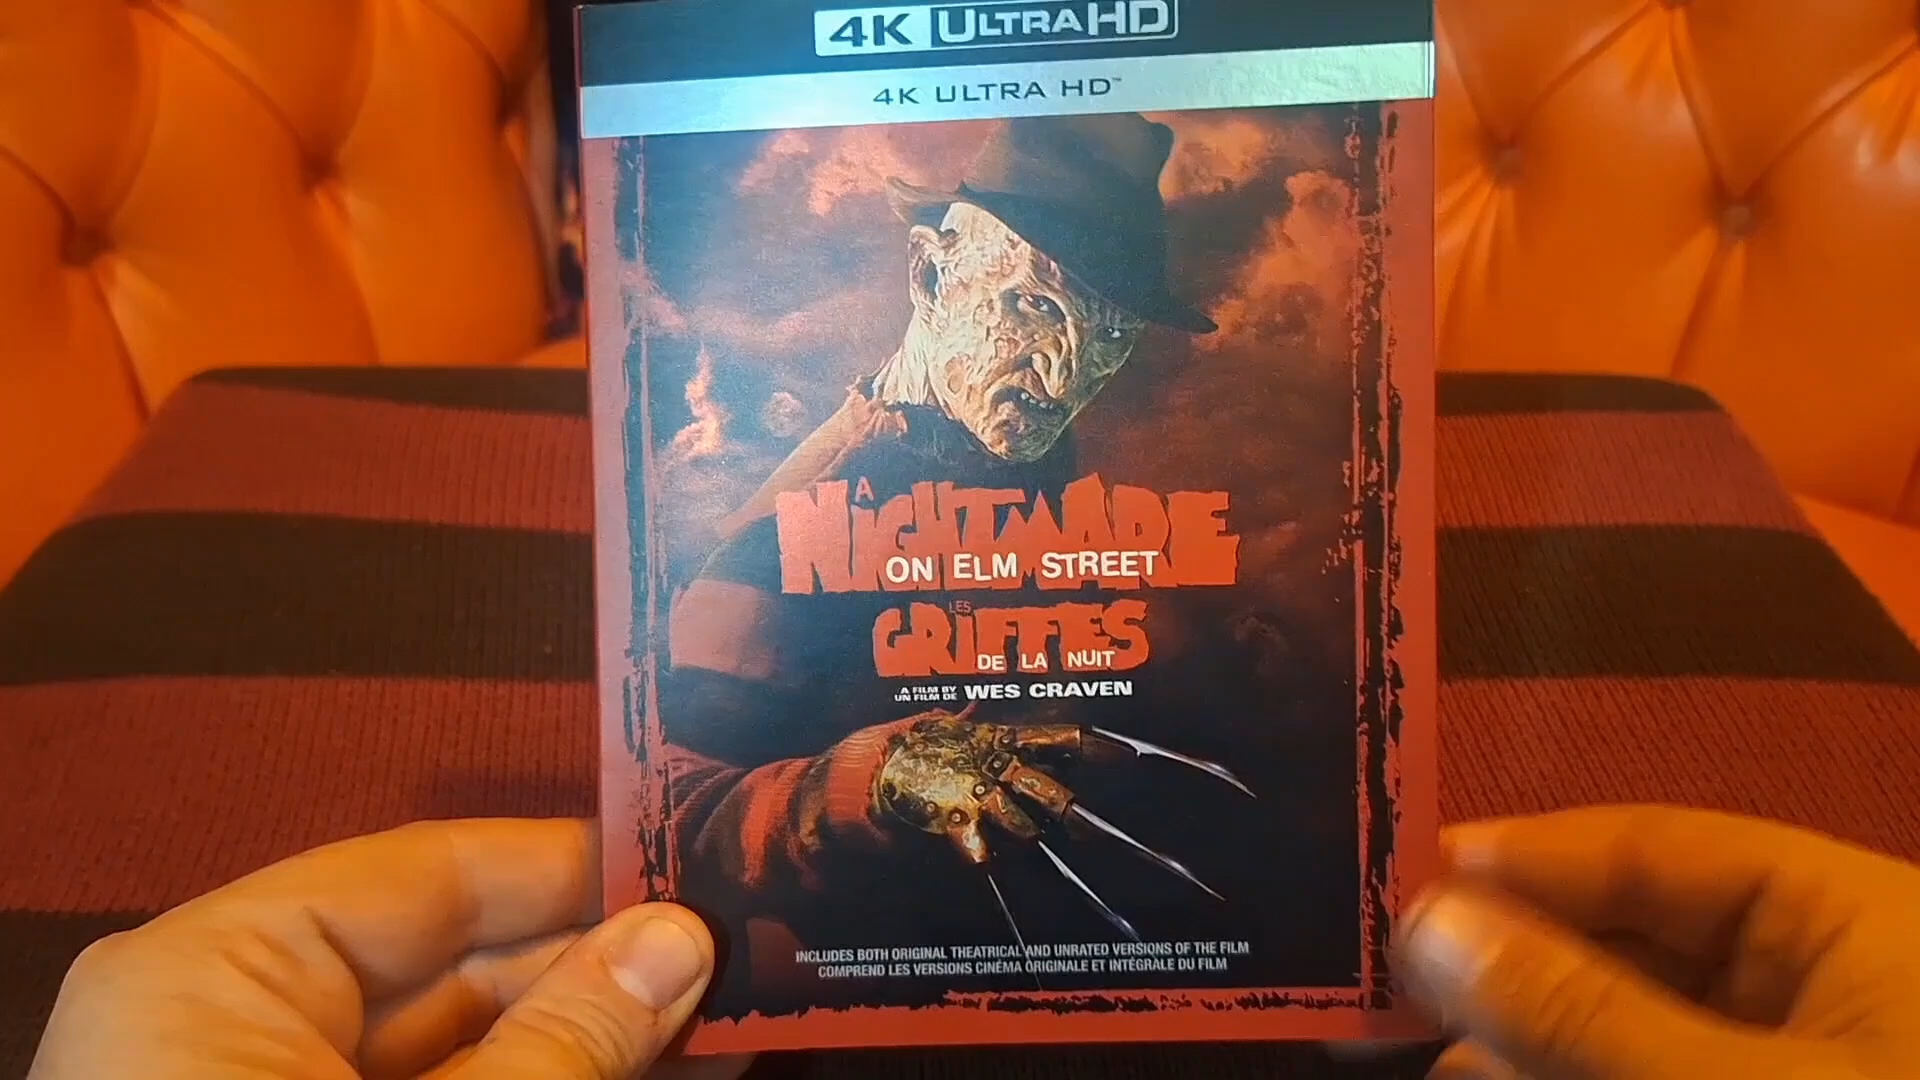 4K ULTRA HD
4K ULTRA HD™
A
NIGHTMARE
ON ELM STREET
LES
GRIFFES
DE LA NUIT
A FILM BY
UN FILM DE WES CRAVEN
INCLUDES BOTH ORIGINAL THEATRICAL AND UNRATED VERSIONS OF THE FILM
COMPREND LES VERSIONS CINÉMA ORIGINALE ET INTÉGRALE DU FILM